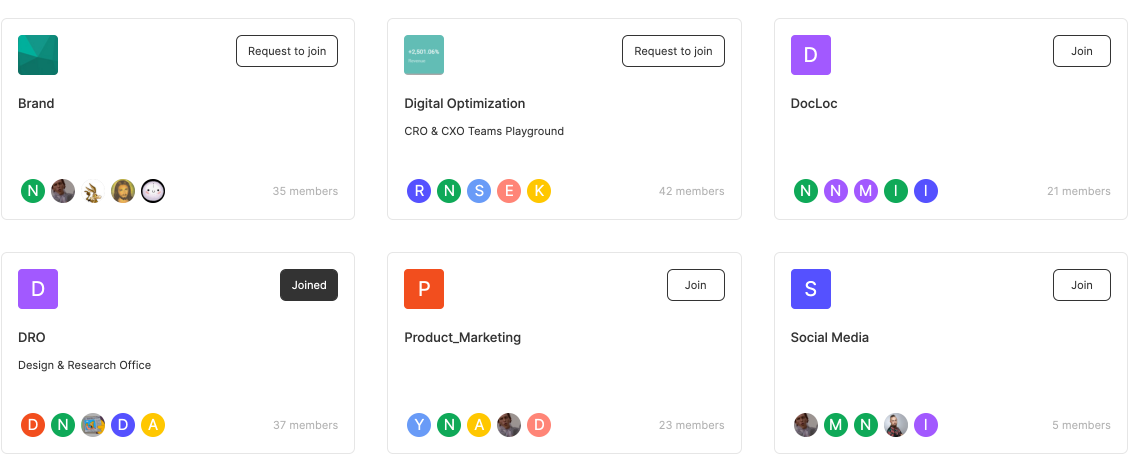 Request to join
Brand
N
35 members
+3,601.06%
Revenue
Request to join
Digital Optimization
CRO & CXO Teams Playground
R N S E K
42 members
D
Join
DocLoc
N N M I I
21 members
D
Joined
DRO
Design & Research Office
D N D A
37 members
P
Join
Product_Marketing
Y N A D
23 members
S
Join
Social Media
M N I
5 members